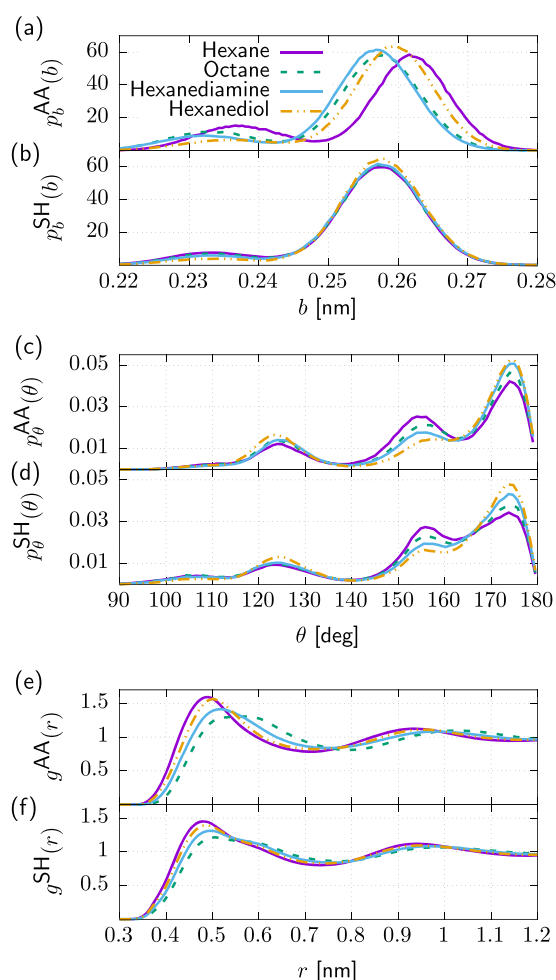 (a)
Hexane
Octane
Hexanediamine
Hexanediol
60
40
20
p_b^AA(b)
(b)
60
40
20
p_b^SH(b)
0.22 0.23 0.24 0.25 0.26 0.27 0.28
b [nm]
(c)
0.05
0.03
0.01
p_θ^AA(θ)
(d)
0.05
0.03
0.01
p_θ^SH(θ)
90 100 110 120 130 140 150 160 170 180
θ [deg]
(e)
1.5
1
0.5
g^AA(r)
(f)
1.5
1
0.5
g^SH(r)
0.3 0.4 0.5 0.6 0.7 0.8 0.9 1 1.1 1.2
r [nm]